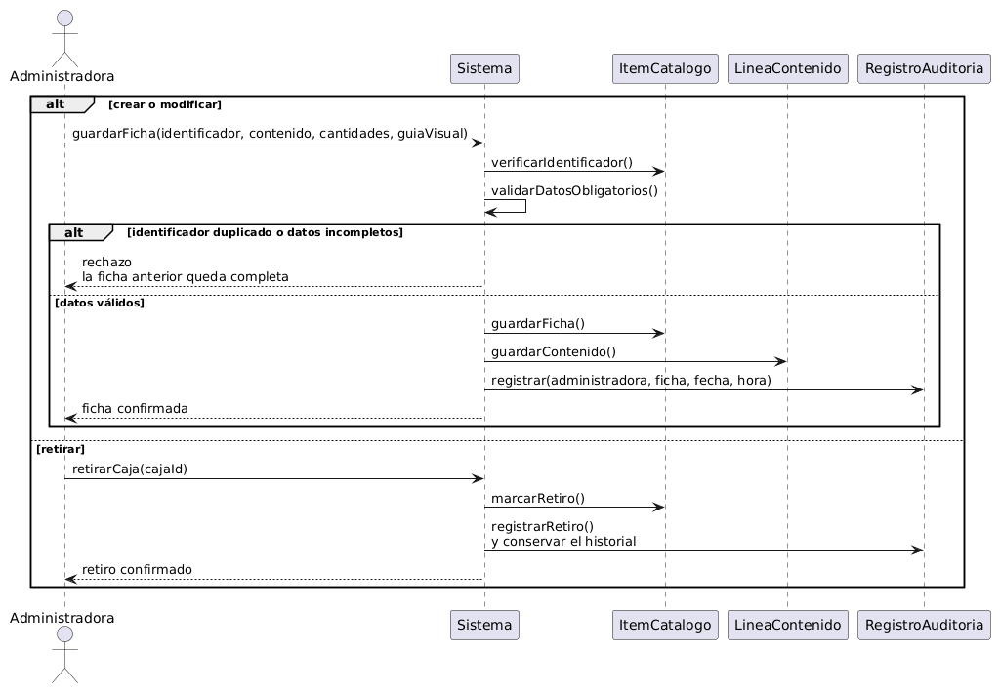 Administradora
Sistema
ItemCatalogo
LineaContenido
RegistroAuditoria
alt
[crear o modificar]
guardarFicha(identificador, contenido, cantidades, guiaVisual)
verificarIdentificador()
validarDatosObligatorios()
alt
[identificador duplicado o datos incompletos]
rechazo
la ficha anterior queda completa
[datos válidos]
guardarFicha()
guardarContenido()
registrar(administradora, ficha, fecha, hora)
ficha confirmada
[retirar]
retirarCaja(cajaId)
marcarRetiro()
registrarRetiro()
y conservar el historial
retiro confirmado
Administradora
Sistema
ItemCatalogo
LineaContenido
RegistroAuditoria